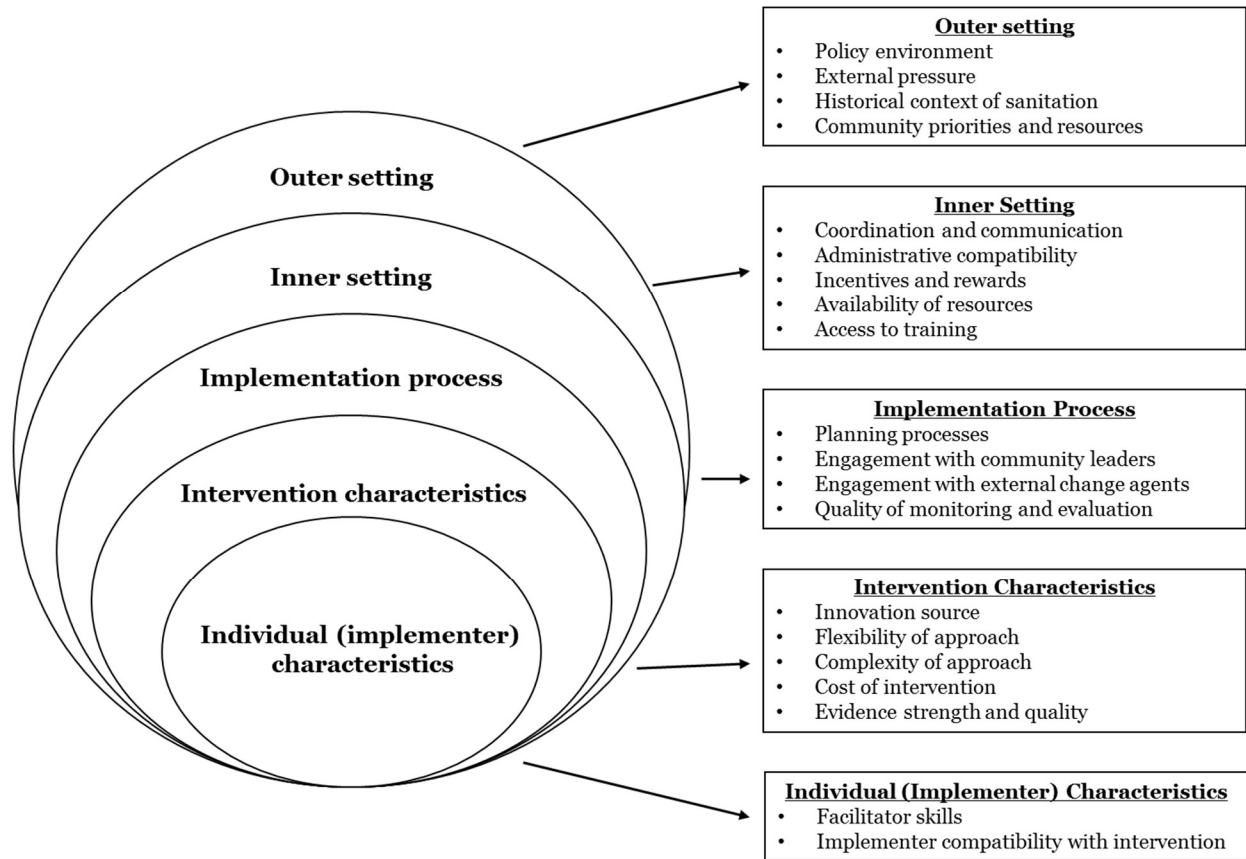 Outer setting
Inner setting
Implementation process
Intervention characteristics
Individual (implementer)
characteristics
Outer setting
• Policy environment
• External pressure
• Historical context of sanitation
• Community priorities and resources
Inner Setting
• Coordination and communication
• Administrative compatibility
• Incentives and rewards
• Availability of resources
• Access to training
Implementation Process
• Planning processes
• Engagement with community leaders
• Engagement with external change agents
• Quality of monitoring and evaluation
Intervention Characteristics
• Innovation source
• Flexibility of approach
• Complexity of approach
• Cost of intervention
• Evidence strength and quality
Individual (Implementer) Characteristics
• Facilitator skills
• Implementer compatibility with intervention